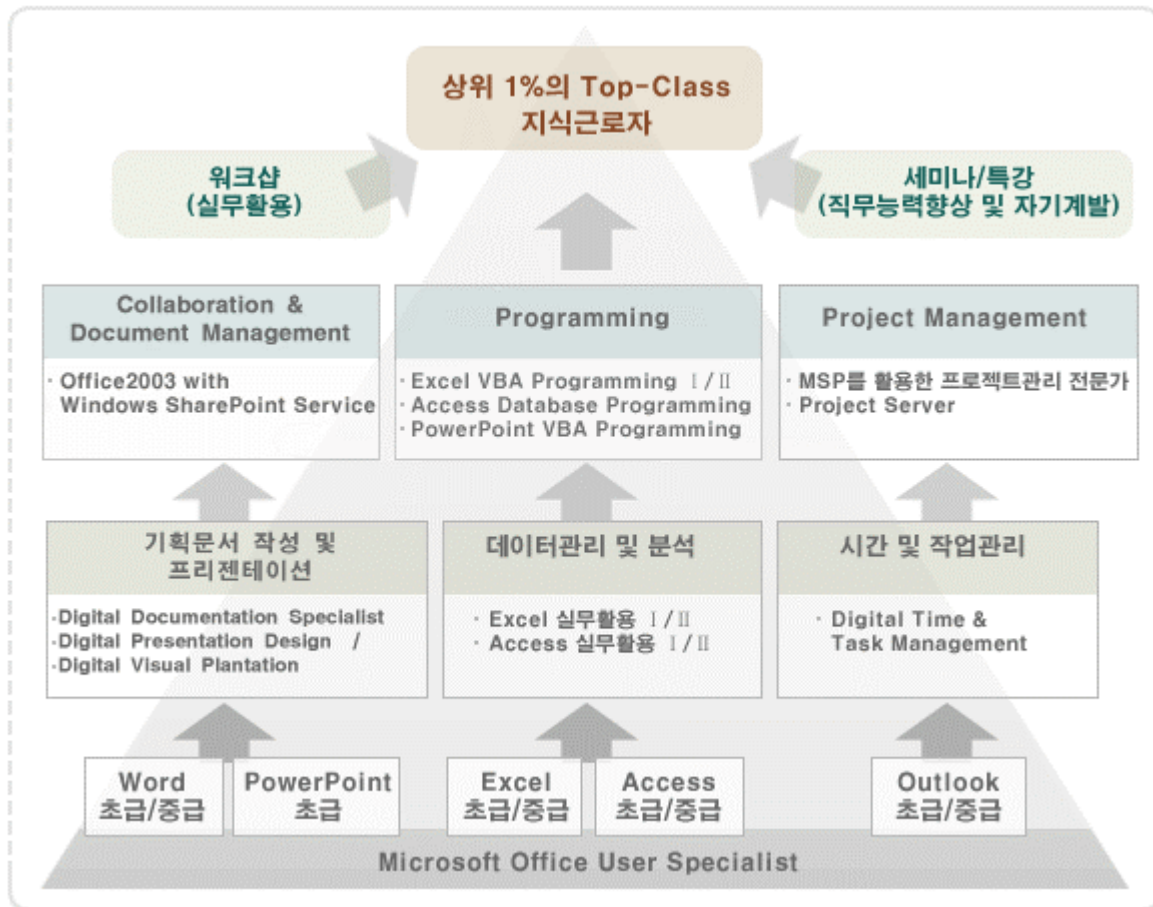 상위 1%의 Top-Class
지식근로자
워크샵
(실무활용)
세미나/특강
(직무능력향상 및 자기계발)
Collaboration &
Document Management
· Office2003 with
Windows SharePoint Service
Programming
· Excel VBA Programming Ⅰ/Ⅱ
· Access Database Programming
· PowerPoint VBA Programming
Project Management
· MSP를 활용한 프로젝트관리 전문가
· Project Server
기획문서 작성 및
프리젠테이션
·Digital Documentation Specialist
·Digital Presentation Design /
·Digital Visual Plantation
데이터관리 및 분석
· Excel 실무활용 Ⅰ/Ⅱ
· Access 실무활용 Ⅰ/Ⅱ
시간 및 작업관리
· Digital Time &
Task Management
Word
초급/중급
PowerPoint
초급
Excel
초급/중급
Access
초급/중급
Outlook
초급/중급
Microsoft Office User Specialist